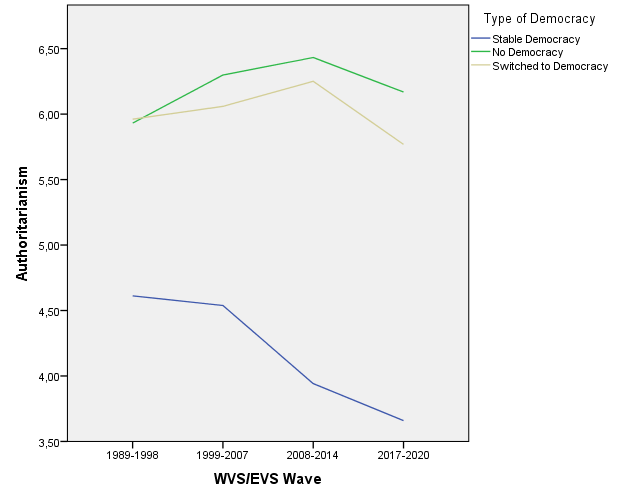 Type of Democracy
Stable Democracy
No Democracy
Switched to Democracy
6,50
6,00
5,50
5,00
4,50
4,00
3,50
Authoritarianism
1989-1998 1999-2007 2008-2014 2017-2020
WVS/EVS Wave